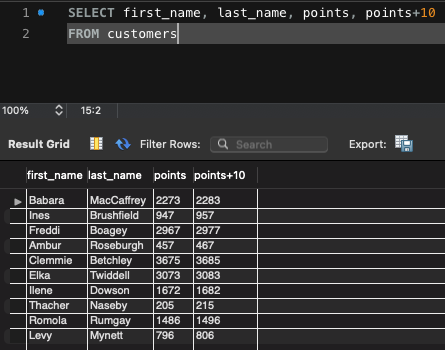 1 SELECT first_name, last_name, points, points+10
2 FROM customers
100% 15:2
Result Grid Filter Rows: Search Export:
first_name last_name points points+10
Babara MacCaffrey 2273 2283
Ines Brushfield 947 957
Freddi Boagey 2967 2977
Ambur Roseburgh 457 467
Clemmie Betchley 3675 3685
Elka Twiddell 3073 3083
Ilene Dowson 1672 1682
Thacher Naseby 205 215
Romola Rumgay 1486 1496
Levy Mynett 796 806